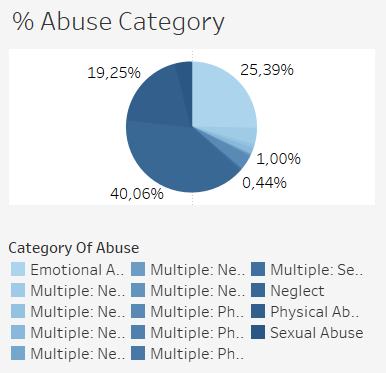 % Abuse Category
19,25%
25,39%
1,00%
0,44%
40,06%
Category Of Abuse
Emotional A.. Multiple: Ne.. Multiple: Se..
Multiple: Ne.. Multiple: Ne.. Neglect
Multiple: Ne.. Multiple: Ph.. Physical Ab..
Multiple: Ne.. Multiple: Ph.. Sexual Abuse
Multiple: Ne.. Multiple: Ph..